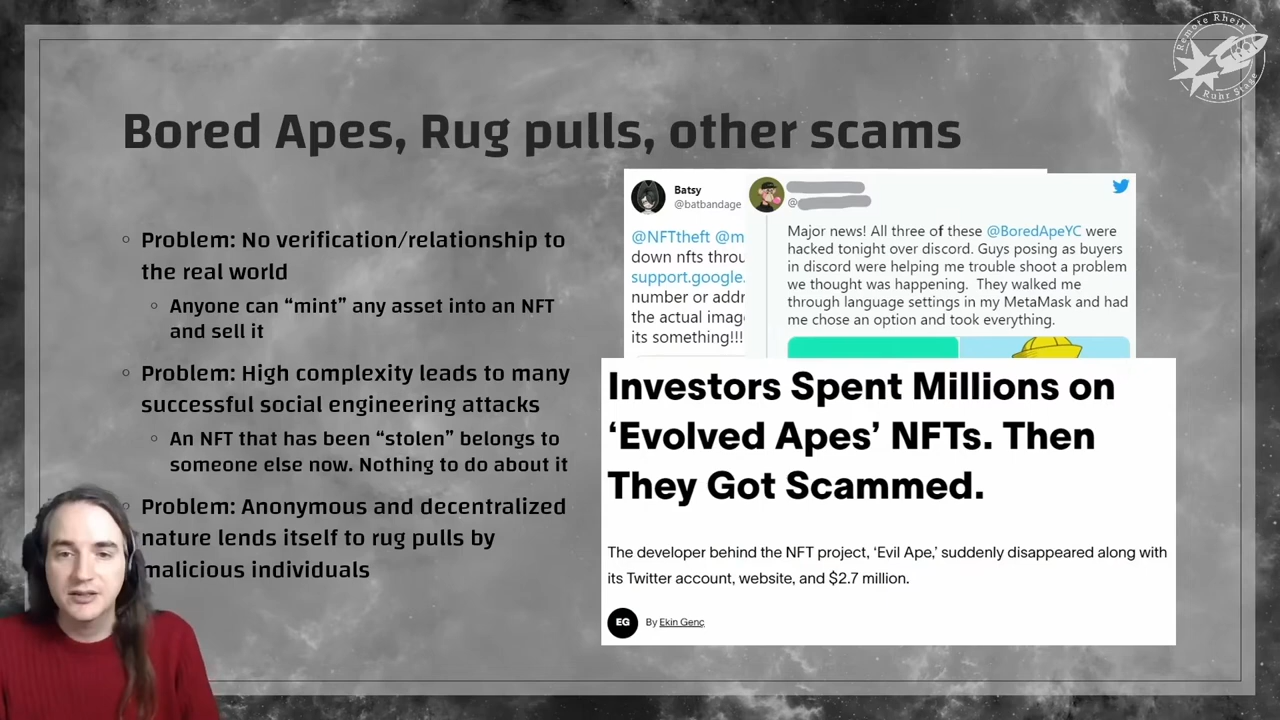 Remote Rhein
Ruhr Stage
Bored Apes, Rug pulls, other scams
Problem: No verification/relationship to
the real world
Anyone can “mint” any asset into an NFT
and sell it
Problem: High complexity leads to many
successful social engineering attacks
An NFT that has been “stolen” belongs to
someone else now. Nothing to do about it
Problem: Anonymous and decentralized
nature lends itself to rug pulls by
malicious individuals
Batsy
@batbandage
@NFTtheft @m
down nfts throu
support.google.
number or addr
the actual imag
its something!!!
@
Major news! All three of these @BoredApeYC were
hacked tonight over discord. Guys posing as buyers
in discord were helping me trouble shoot a problem
we thought was happening. They walked me
through language settings in my MetaMask and had
me chose an option and took everything.
Investors Spent Millions on
‘Evolved Apes’ NFTs. Then
They Got Scammed.
The developer behind the NFT project, ‘Evil Ape,’ suddenly disappeared along with
its Twitter account, website, and $2.7 million.
EG
By Ekin Genç